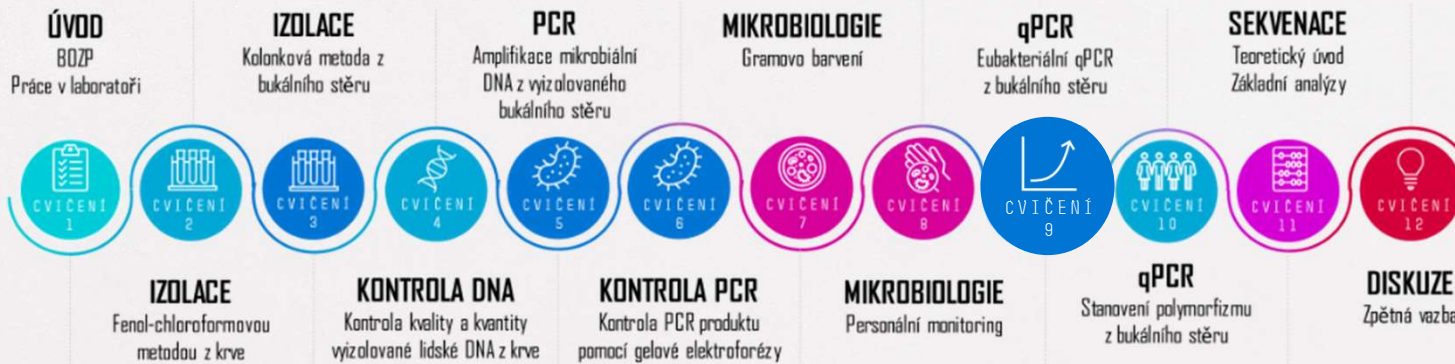 ÚVOD
BOZP
Práce v laboratoři
IZOLACE
Kolonková metoda z
bukálního stěru
PCR
Amplifikace mikrobiální
DNA z vyizolovaného
bukálního stěru
MIKROBIOLOGIE
Gramovo barvení
qPCR
Eubakteriální qPCR
z bukálního stěru
SEKVENACE
Teoretický úvod
Základní analýzy
CVIČENÍ
1
CVIČENÍ
2
CVIČENÍ
3
CVIČENÍ
4
CVIČENÍ
5
CVIČENÍ
6
CVIČENÍ
7
CVIČENÍ
8
CVIČENÍ
9
CVIČENÍ
10
CVIČENÍ
11
CVIČENÍ
12
IZOLACE
Fenol-chloroformovou
metodou z krve
KONTROLA DNA
Kontrola kvality a kvantity
vyizolované lidské DNA z krve
KONTROLA PCR
Kontrola PCR produktu
pomocí gelové elektroforézy
MIKROBIOLOGIE
Personální monitoring
qPCR
Stanovení polymorfizmu
z bukálního stěru
DISKUZE
Zpětná vazba